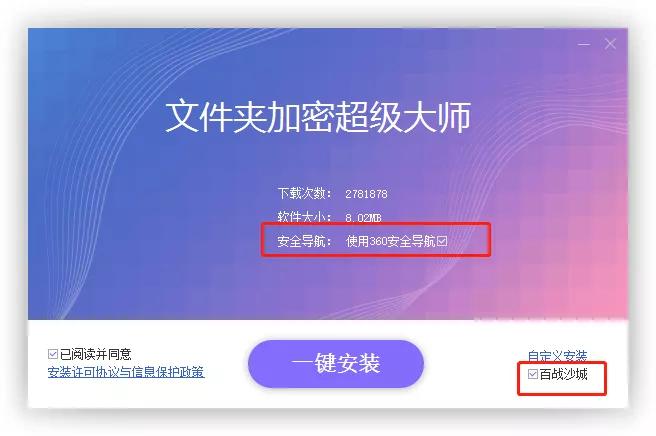 文件夹加密超级大师
下载次数： 2781878
软件大小： 8.02MB
安全导航： 使用360安全导航
已阅读并同意
安装许可协议与信息保护政策
一键安装
自定义安装
百战沙城